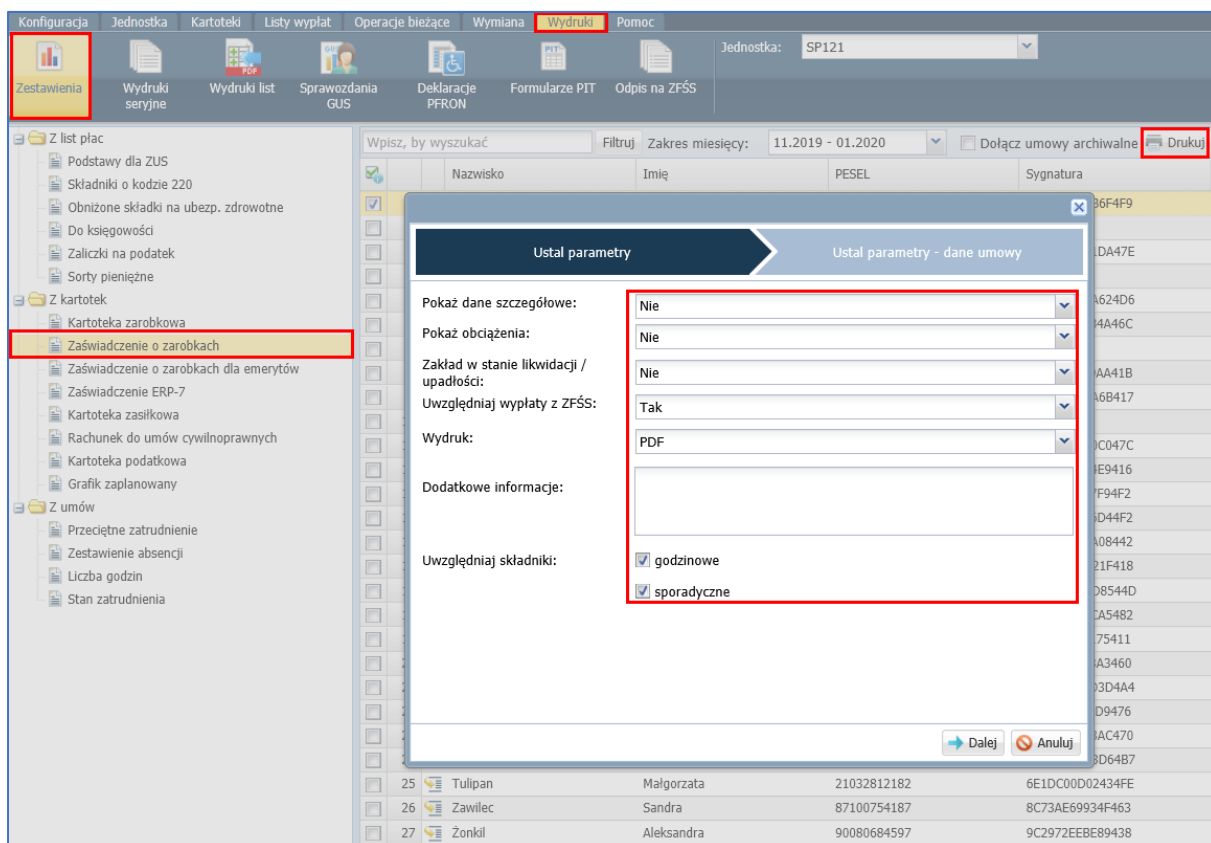 Konfiguracja Jednostka Kartoteki Listy wypłat Operacje bieżące Wymiana Wydruki Pomoc
Zestawienia Wydruki seryjne Wydruki list Sprawozdania GUS Deklaracje PFRON Formularze PIT Odpis na ZFŚS
Jednostka: SP121
Z list płac
Podstawy dla ZUS
Składniki o kodzie 220
Obniżone składki na ubezp. zdrowotne
Do księgowości
Zaliczki na podatek
Sorty pieniężne
Z kartotek
Kartoteka zarobkowa
Zaświadczenie o zarobkach
Zaświadczenie o zarobkach dla emerytów
Zaświadczenie ERP-7
Kartoteka zasiłkowa
Rachunek do umów cywilnoprawnych
Kartoteka podatkowa
Grafik zaplanowany
Z umów
Przeciętne zatrudnienie
Zestawienie absencji
Liczba godzin
Stan zatrudnienia
Wpisz, by wyszukać Filtruj Zakres miesięcy: 11.2019 - 01.2020 Dołącz umowy archiwalne Drukuj
Nazwisko Imię PESEL Sygnatura
Ustal parametry Ustal parametry - dane umowy
Pokaż dane szczegółowe: Nie
Pokaż obciążenia: Nie
Zakład w stanie likwidacji /
upadłości: Nie
Uwzględniaj wypłaty z ZFŚS: Tak
Wydruk: PDF
Dodatkowe informacje:
Uwzględniaj składniki: godzinowe
sporadyczne
Dalej Anuluj
25 Tulipan Małgorzata 21032812182 6E1DC00D02434FE
26 Zawilec Sandra 87100754187 8C73AE69934F463
27 Żonkil Aleksandra 90080684597 9C2972EEBE89438